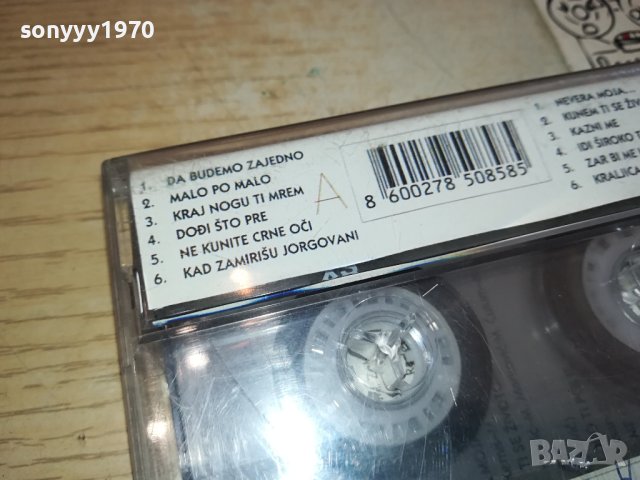 sonyyy1970
1. DA BUDEMO ZAJEDNO
2. MALO PO MALO
3. KRAJ NOGU TI MREM
4. DOĐI ŠTO PRE
5. NE KUNITE CRNE OČI
6. KAD ZAMIRIŠU JORGOVANI
A
8 600278 508585
1. NEVERA MOJA...
2. KUNEM TI SE
3. KAZNI ME
4. IDI ŠIROKO
5. ZAR BI ME
6. KRALJICA
BAZAR